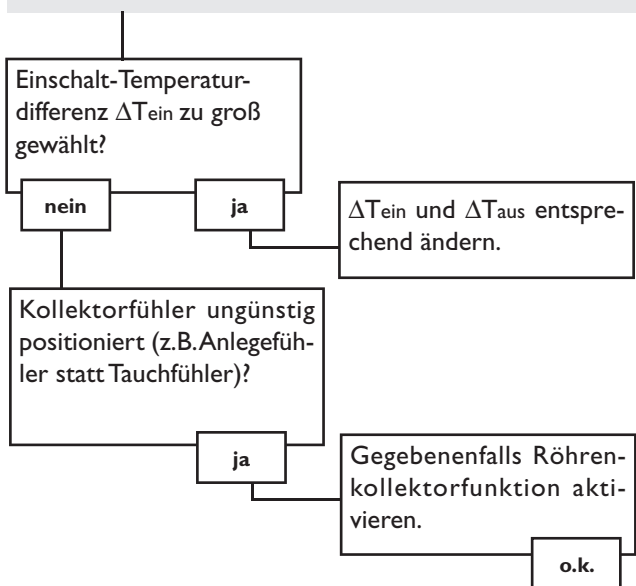 Einschalt-Temperatur-
differenz ΔTein zu groß
gewählt?
nein
ja
ΔTein und ΔTaus entspre-
chend ändern.
Kollektorfühler ungünstig
positioniert (z.B. Anlegefüh-
ler statt Tauchfühler)?
ja
Gegebenenfalls Röhren-
kollektorfunktion akti-
vieren.
o.k.